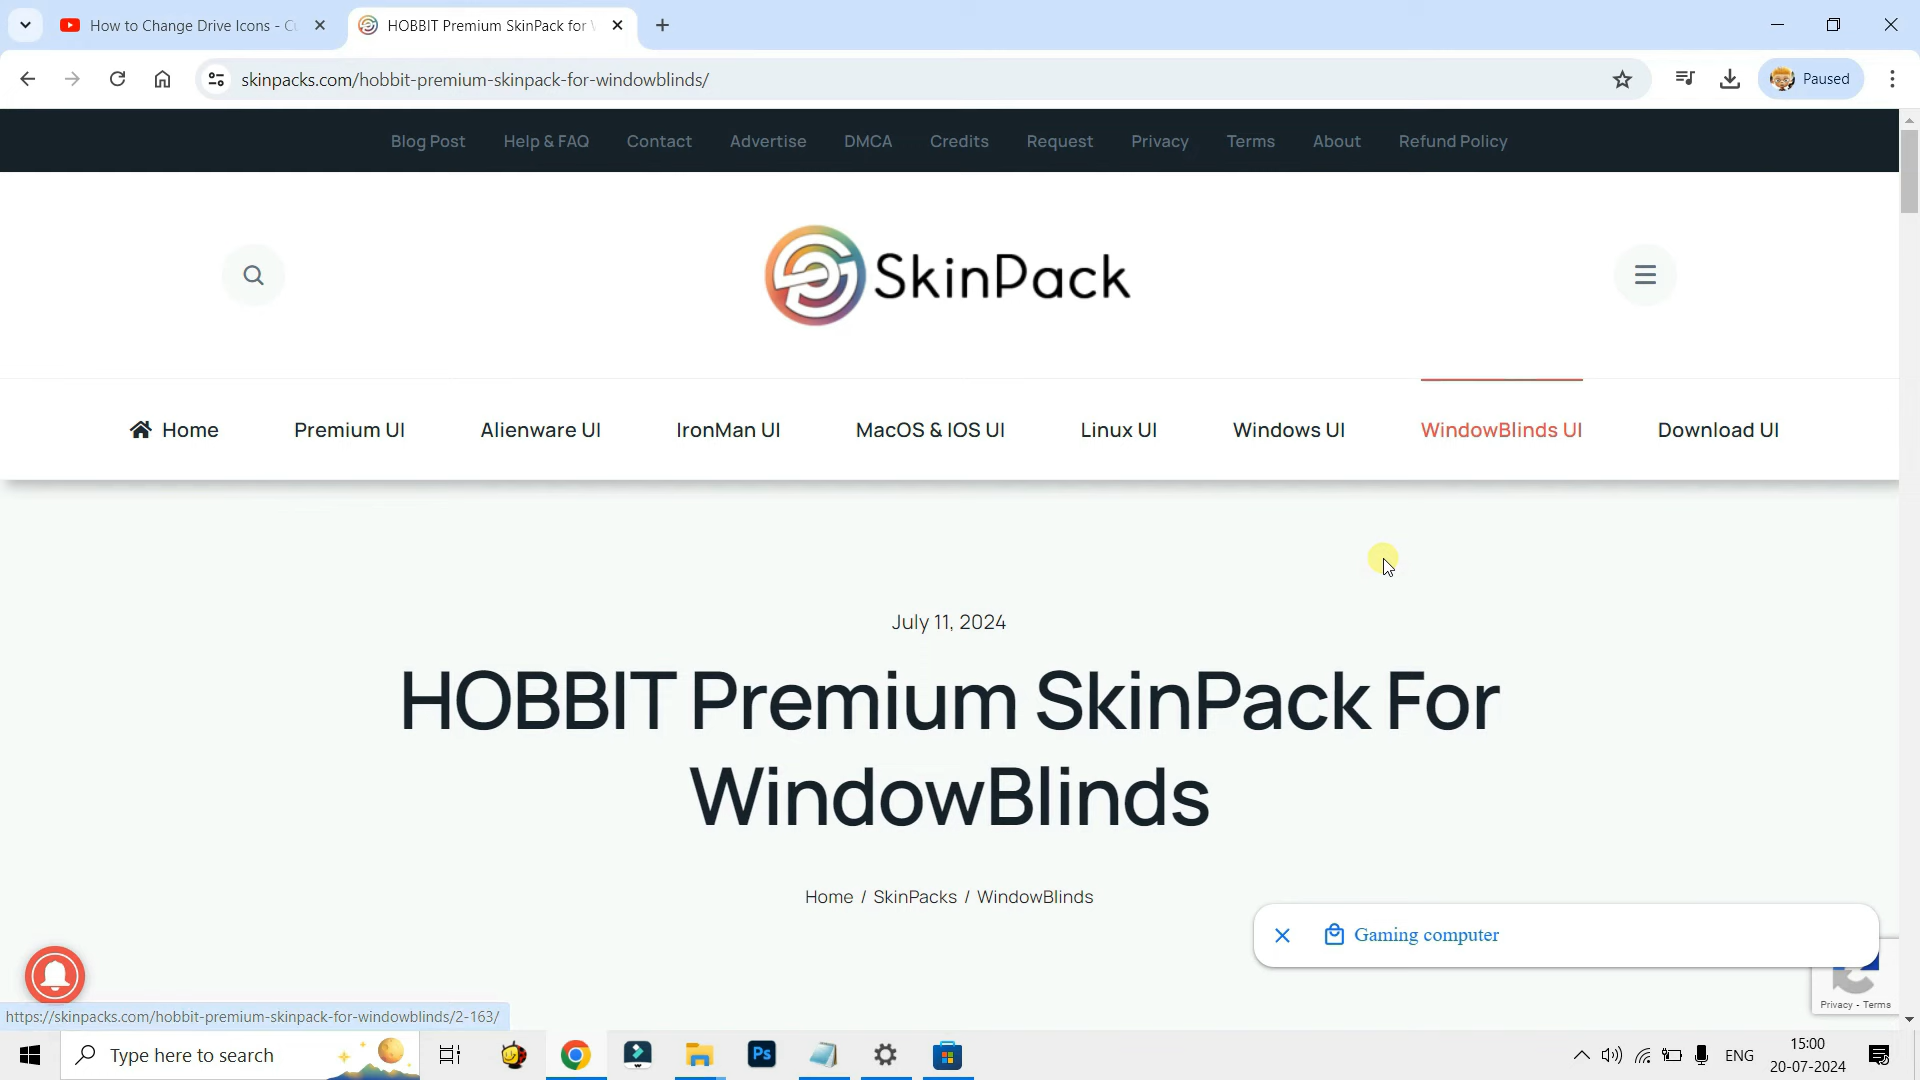 How to Change Drive Icons - Cu
HOBBIT Premium SkinPack for W
skinpacks.com/hobbit-premium-skinpack-for-windowblinds/
Paused
Blog Post Help & FAQ Contact Advertise DMCA Credits Request Privacy Terms About Refund Policy
SkinPack
Home Premium UI Alienware UI IronMan UI MacOS & IOS UI Linux UI Windows UI WindowBlinds UI Download UI
July 11, 2024
HOBBIT Premium SkinPack For
WindowBlinds
Home / SkinPacks / WindowBlinds
Gaming computer
Privacy - Terms
https://skinpacks.com/hobbit-premium-skinpack-for-windowblinds/2-163/
Type here to search
Ps
ENG
15:00
20-07-2024